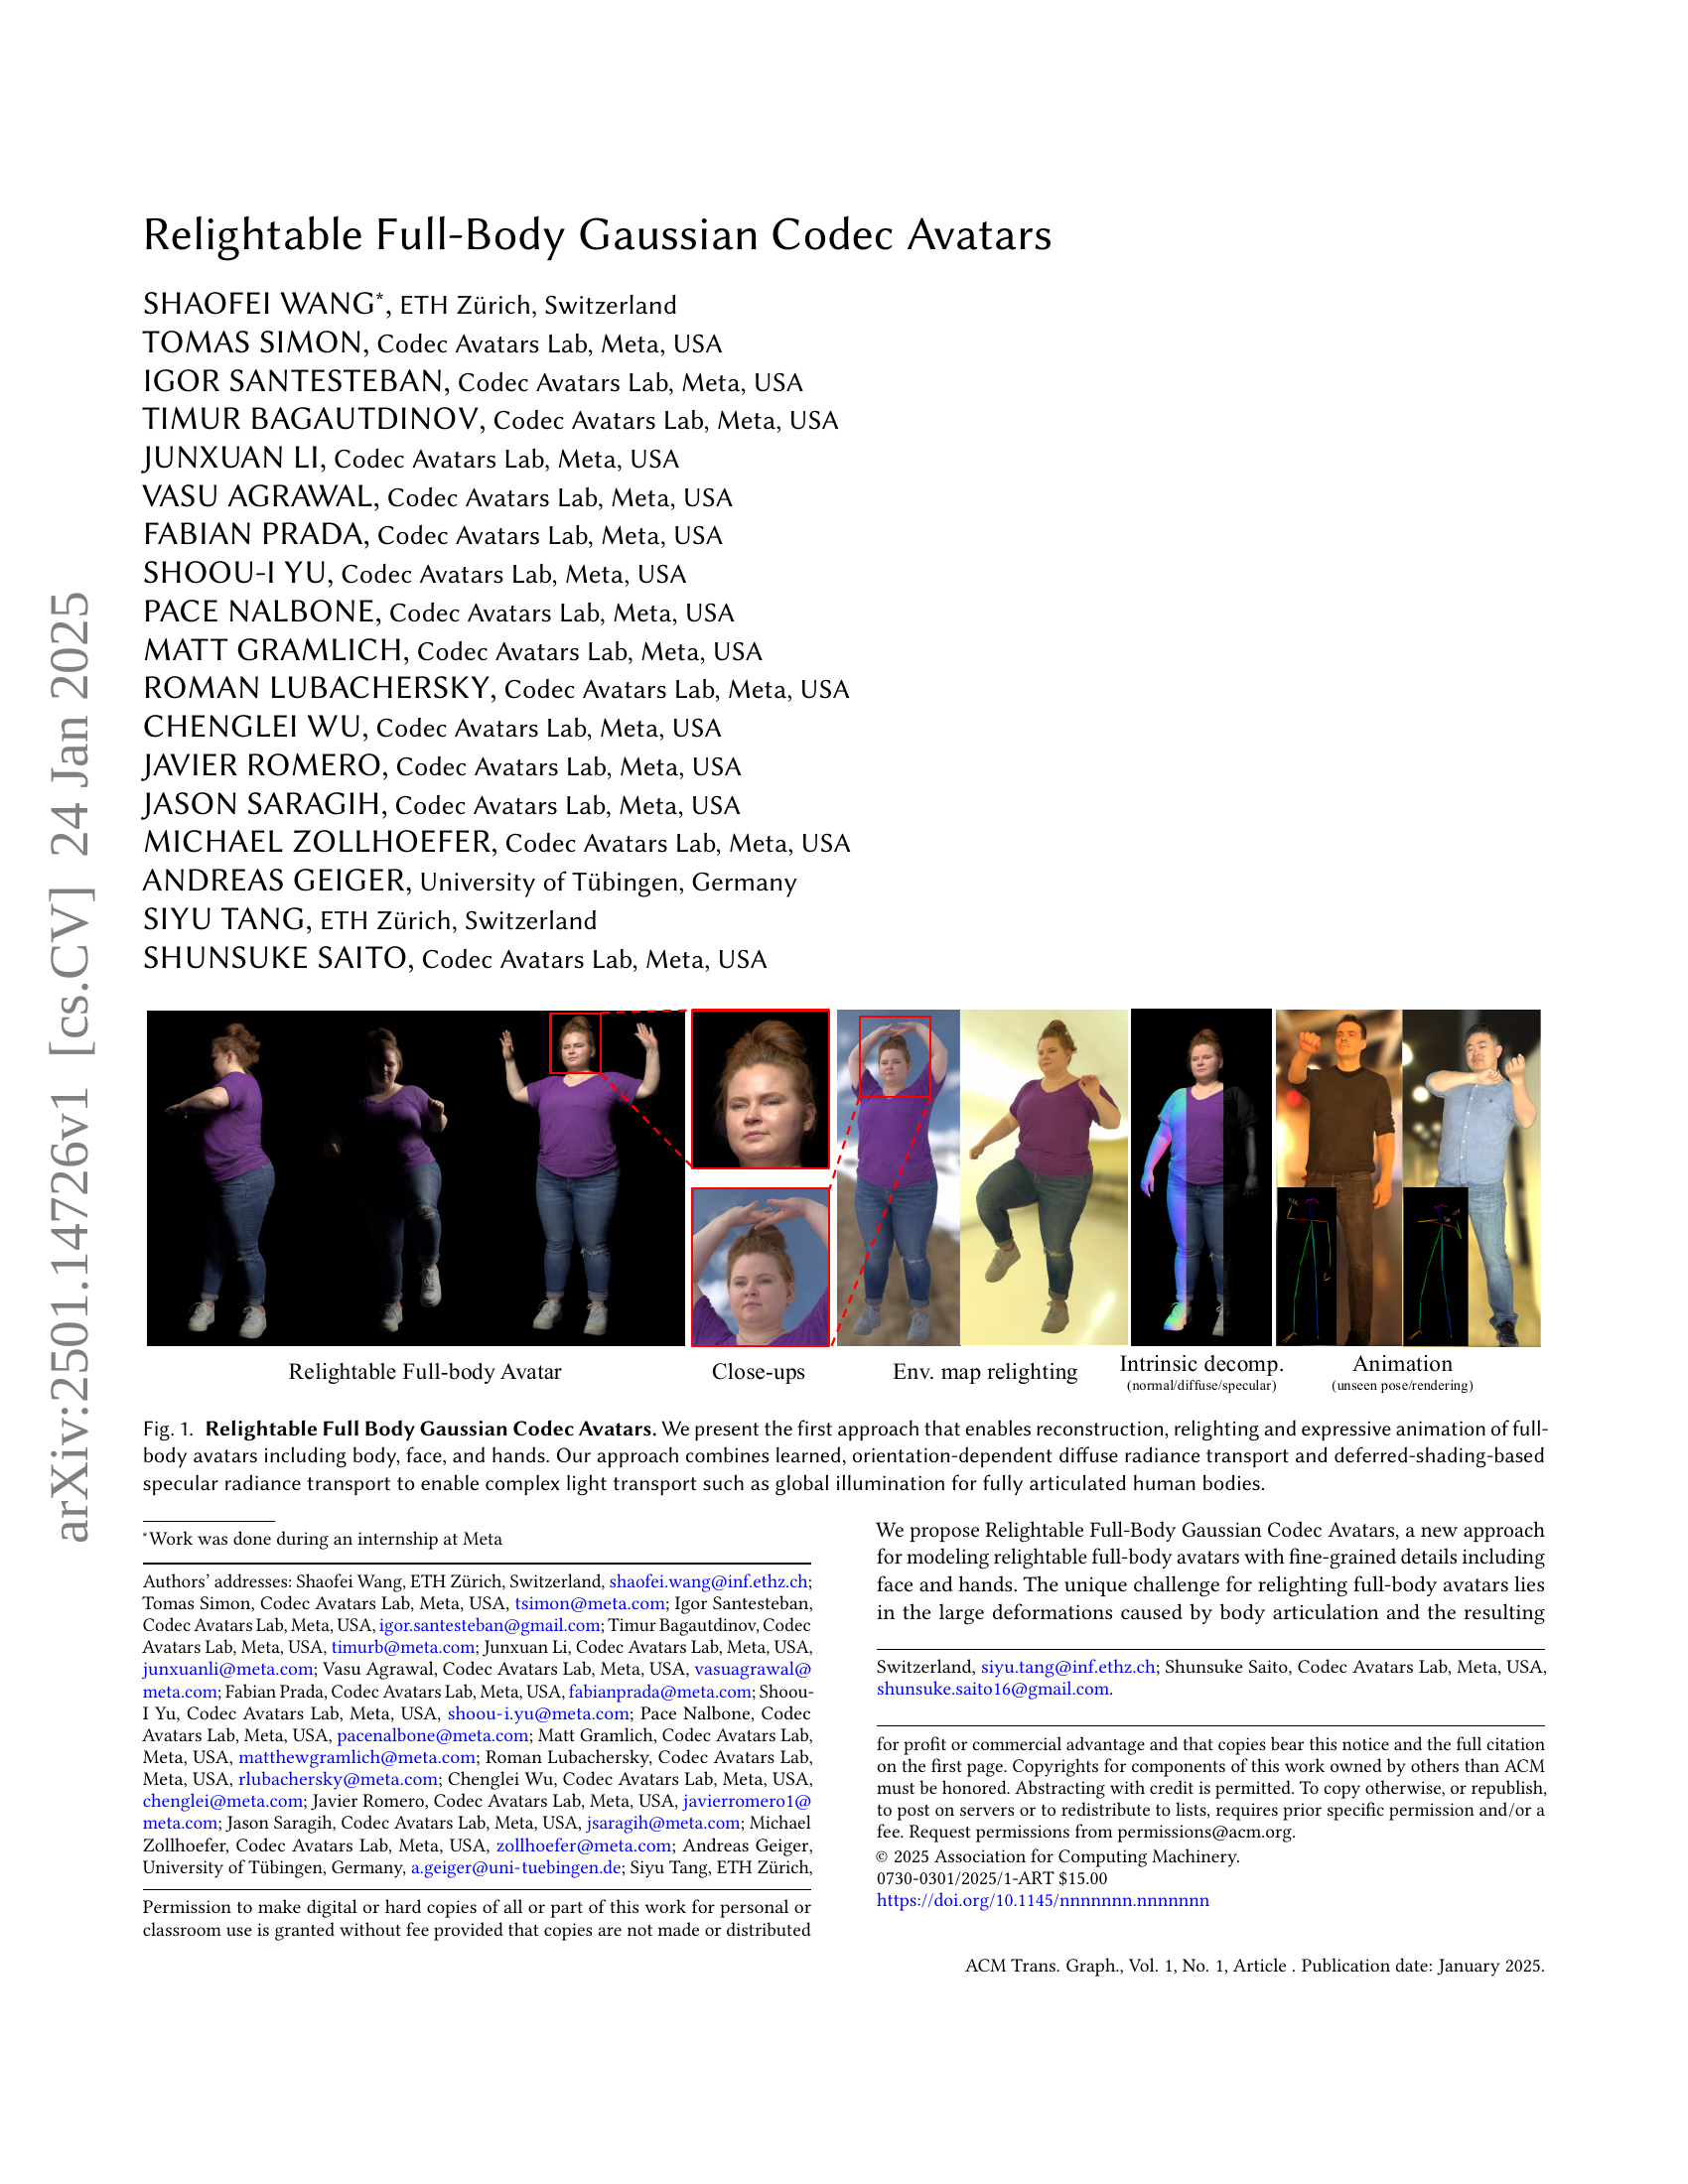 arXiv:2501.14726v1 [cs.CV] 24 Jan 2025
Relightable Full-Body Gaussian Codec Avatars
SHAOFEI WANG*, ETH Zürich, Switzerland
TOMAS SIMON, Codec Avatars Lab, Meta, USA
IGOR SANTESTEBAN, Codec Avatars Lab, Meta, USA
TIMUR BAGAUTDINOV, Codec Avatars Lab, Meta, USA
JUNXUAN LI, Codec Avatars Lab, Meta, USA
VASU AGRAWAL, Codec Avatars Lab, Meta, USA
FABIAN PRADA, Codec Avatars Lab, Meta, USA
SHOOU-I YU, Codec Avatars Lab, Meta, USA
PACE NALBONE, Codec Avatars Lab, Meta, USA
MATT GRAMLICH, Codec Avatars Lab, Meta, USA
ROMAN LUBACHERSKY, Codec Avatars Lab, Meta, USA
CHENGLEI WU, Codec Avatars Lab, Meta, USA
JAVIER ROMERO, Codec Avatars Lab, Meta, USA
JASON SARAGIH, Codec Avatars Lab, Meta, USA
MICHAEL ZOLLHOEFER, Codec Avatars Lab, Meta, USA
ANDREAS GEIGER, University of Tübingen, Germany
SIYU TANG, ETH Zürich, Switzerland
SHUNSUKE SAITO, Codec Avatars Lab, Meta, USA
Relightable Full-body Avatar
Close-ups
Env. map relighting
Intrinsic decomp.
(normal/diffuse/specular)
Animation
(unseen pose/rendering)
Fig. 1. Relightable Full Body Gaussian Codec Avatars. We present the first approach that enables reconstruction, relighting and expressive animation of full-
body avatars including body, face, and hands. Our approach combines learned, orientation-dependent diffuse radiance transport and deferred-shading-based
specular radiance transport to enable complex light transport such as global illumination for fully articulated human bodies.
*Work was done during an internship at Meta
Authors' addresses: Shaofei Wang, ETH Zürich, Switzerland, shaofei.wang@inf.ethz.ch;
Tomas Simon, Codec Avatars Lab, Meta, USA, tsimon@meta.com; Igor Santesteban,
Codec Avatars Lab, Meta, USA, igor.santesteban@gmail.com; Timur Bagautdinov, Codec
Avatars Lab, Meta, USA, timurb@meta.com; Junxuan Li, Codec Avatars Lab, Meta, USA,
junxuanli@meta.com; Vasu Agrawal, Codec Avatars Lab, Meta, USA, vasuagrawal@
meta.com; Fabian Prada, Codec Avatars Lab, Meta, USA, fabianprada@meta.com; Shoou-
I Yu, Codec Avatars Lab, Meta, USA, shoou-i.yu@meta.com; Pace Nalbone, Codec
Avatars Lab, Meta, USA, pacenalbone@meta.com; Matt Gramlich, Codec Avatars Lab,
Meta, USA, matthewgramlich@meta.com; Roman Lubachersky, Codec Avatars Lab,
Meta, USA, rlubachersky@meta.com; Chenglei Wu, Codec Avatars Lab, Meta, USA,
chenglei@meta.com; Javier Romero, Codec Avatars Lab, Meta, USA, javierromero1@
meta.com; Jason Saragih, Codec Avatars Lab, Meta, USA, jsaragih@meta.com; Michael
Zollhoefer, Codec Avatars Lab, Meta, USA, zollhoefer@meta.com; Andreas Geiger,
University of Tübingen, Germany, a.geiger@uni-tuebingen.de; Siyu Tang, ETH Zürich,
Permission to make digital or hard copies of all or part of this work for personal or
classroom use is granted without fee provided that copies are not made or distributed
We propose Relightable Full-Body Gaussian Codec Avatars, a new approach
for modeling relightable full-body avatars with fine-grained details including
face and hands. The unique challenge for relighting full-body avatars lies
in the large deformations caused by body articulation and the resulting
Switzerland, siyu.tang@inf.ethz.ch; Shunsuke Saito, Codec Avatars Lab, Meta, USA,
shunsuke.saito16@gmail.com.
for profit or commercial advantage and that copies bear this notice and the full citation
on the first page. Copyrights for components of this work owned by others than ACM
must be honored. Abstracting with credit is permitted. To copy otherwise, or republish,
to post on servers or to redistribute to lists, requires prior specific permission and/or a
fee. Request permissions from permissions@acm.org.
© 2025 Association for Computing Machinery.
0730-0301/2025/1-ART $15.00
https://doi.org/10.1145/nnnnnnn.nnnnnnn
ACM Trans. Graph., Vol. 1, No. 1, Article . Publication date: January 2025.